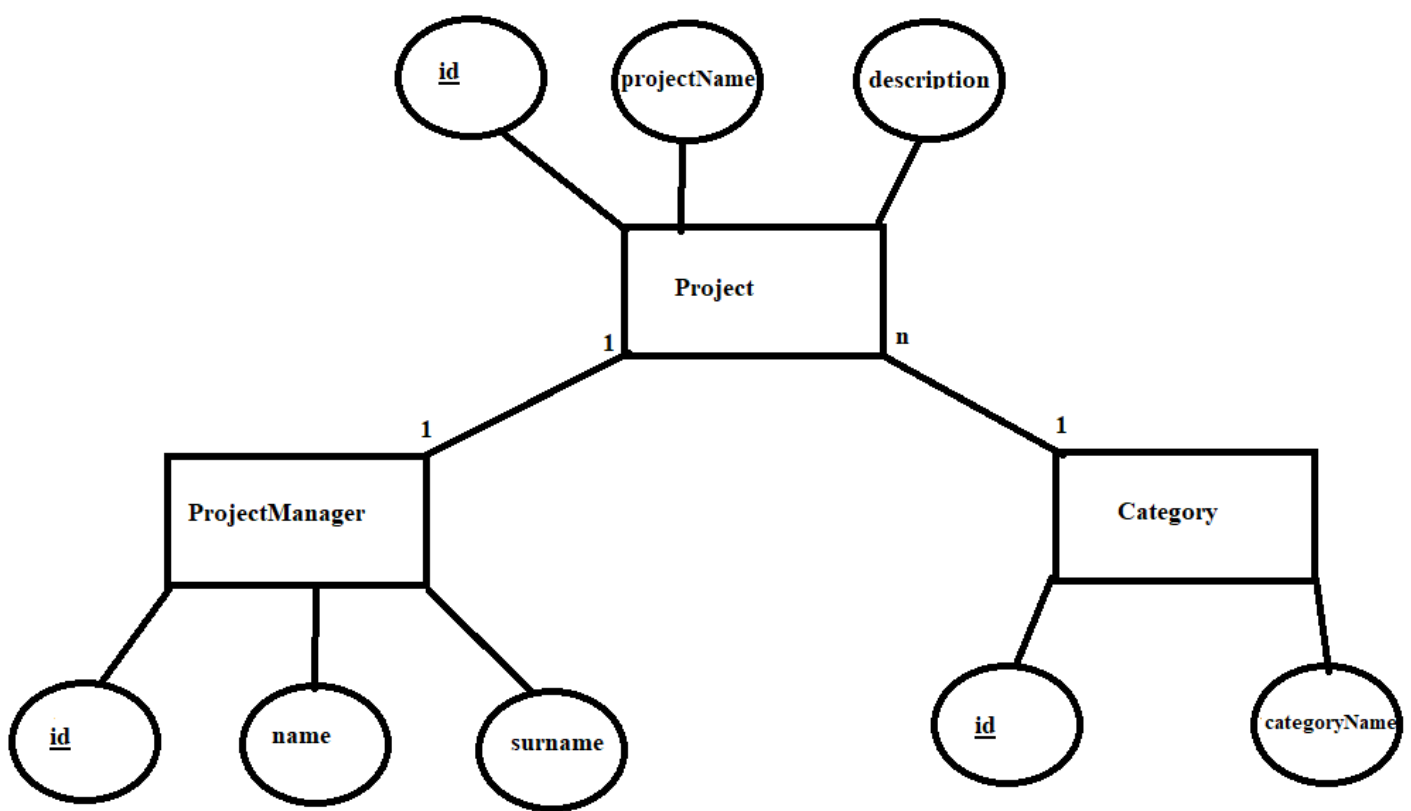 id
projectName
description
Project
1
n
1
1
ProjectManager
Category
id
name
surname
id
categoryName